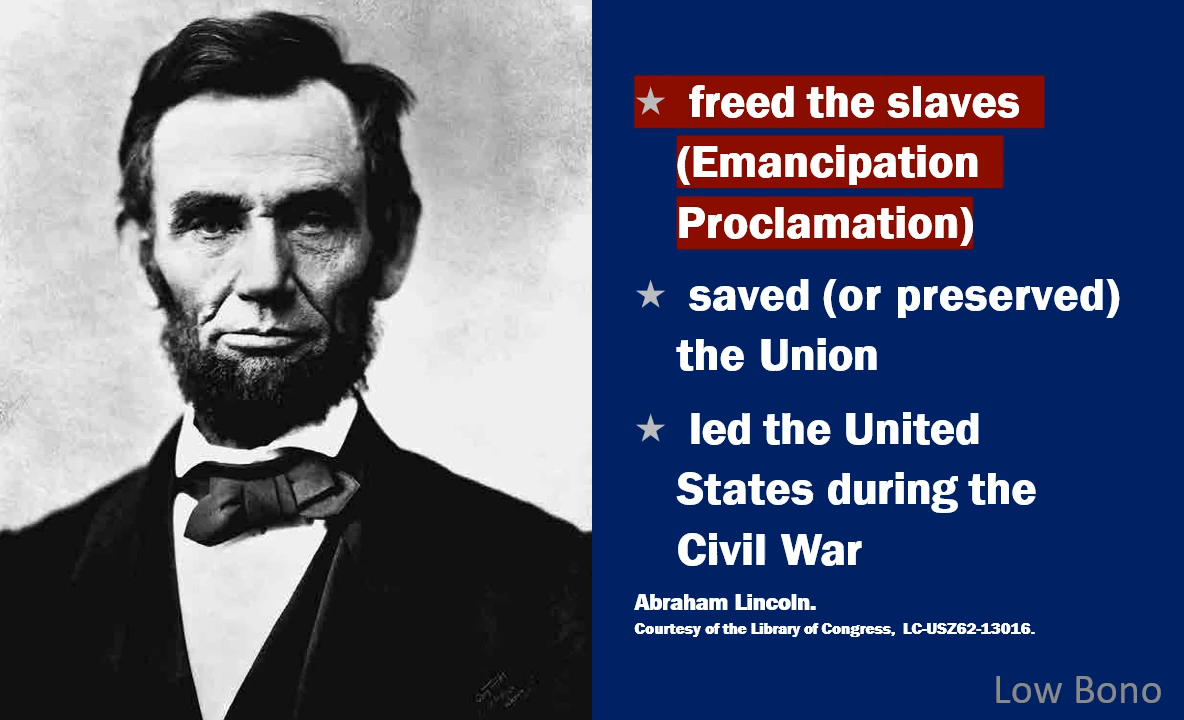 ★ freed the slaves
(Emancipation
Proclamation)
★ saved (or preserved)
the Union
★ led the United
States during the
Civil War
Abraham Lincoln.
Courtesy of the Library of Congress, LC-USZ62-13016.
Low Bono